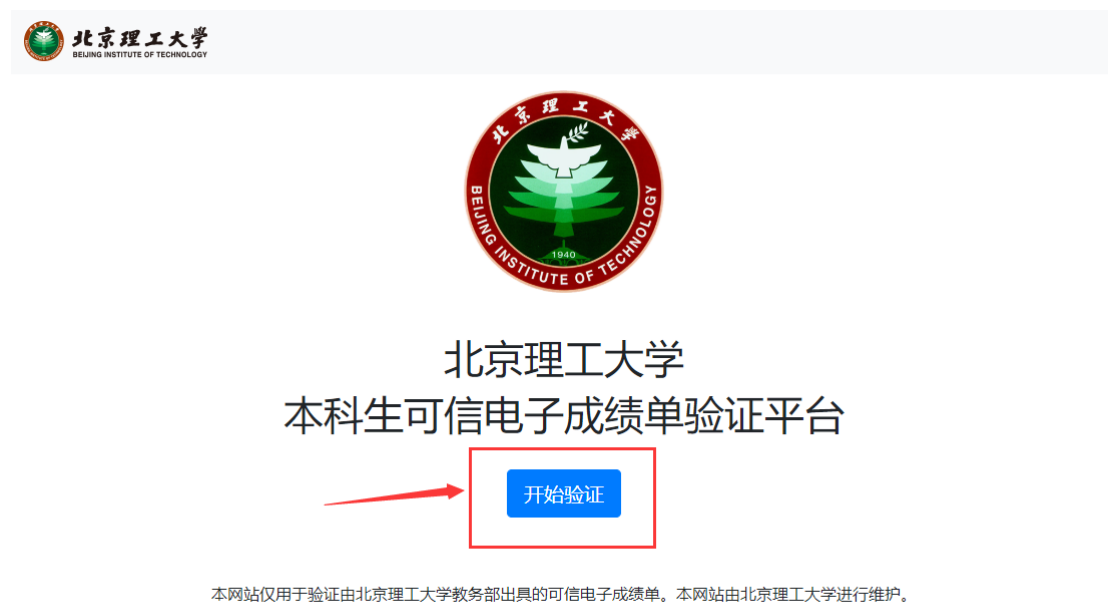 北京理工大学
BEIJING INSTITUTE OF TECHNOLOGY
北京理工大学
1940
BEIJING INSTITUTE OF TECHNOLOGY
北京理工大学
本科生可信电子成绩单验证平台
开始验证
本网站仅用于验证由北京理工大学教务部出具的可信电子成绩单。本网站由北京理工大学进行维护。